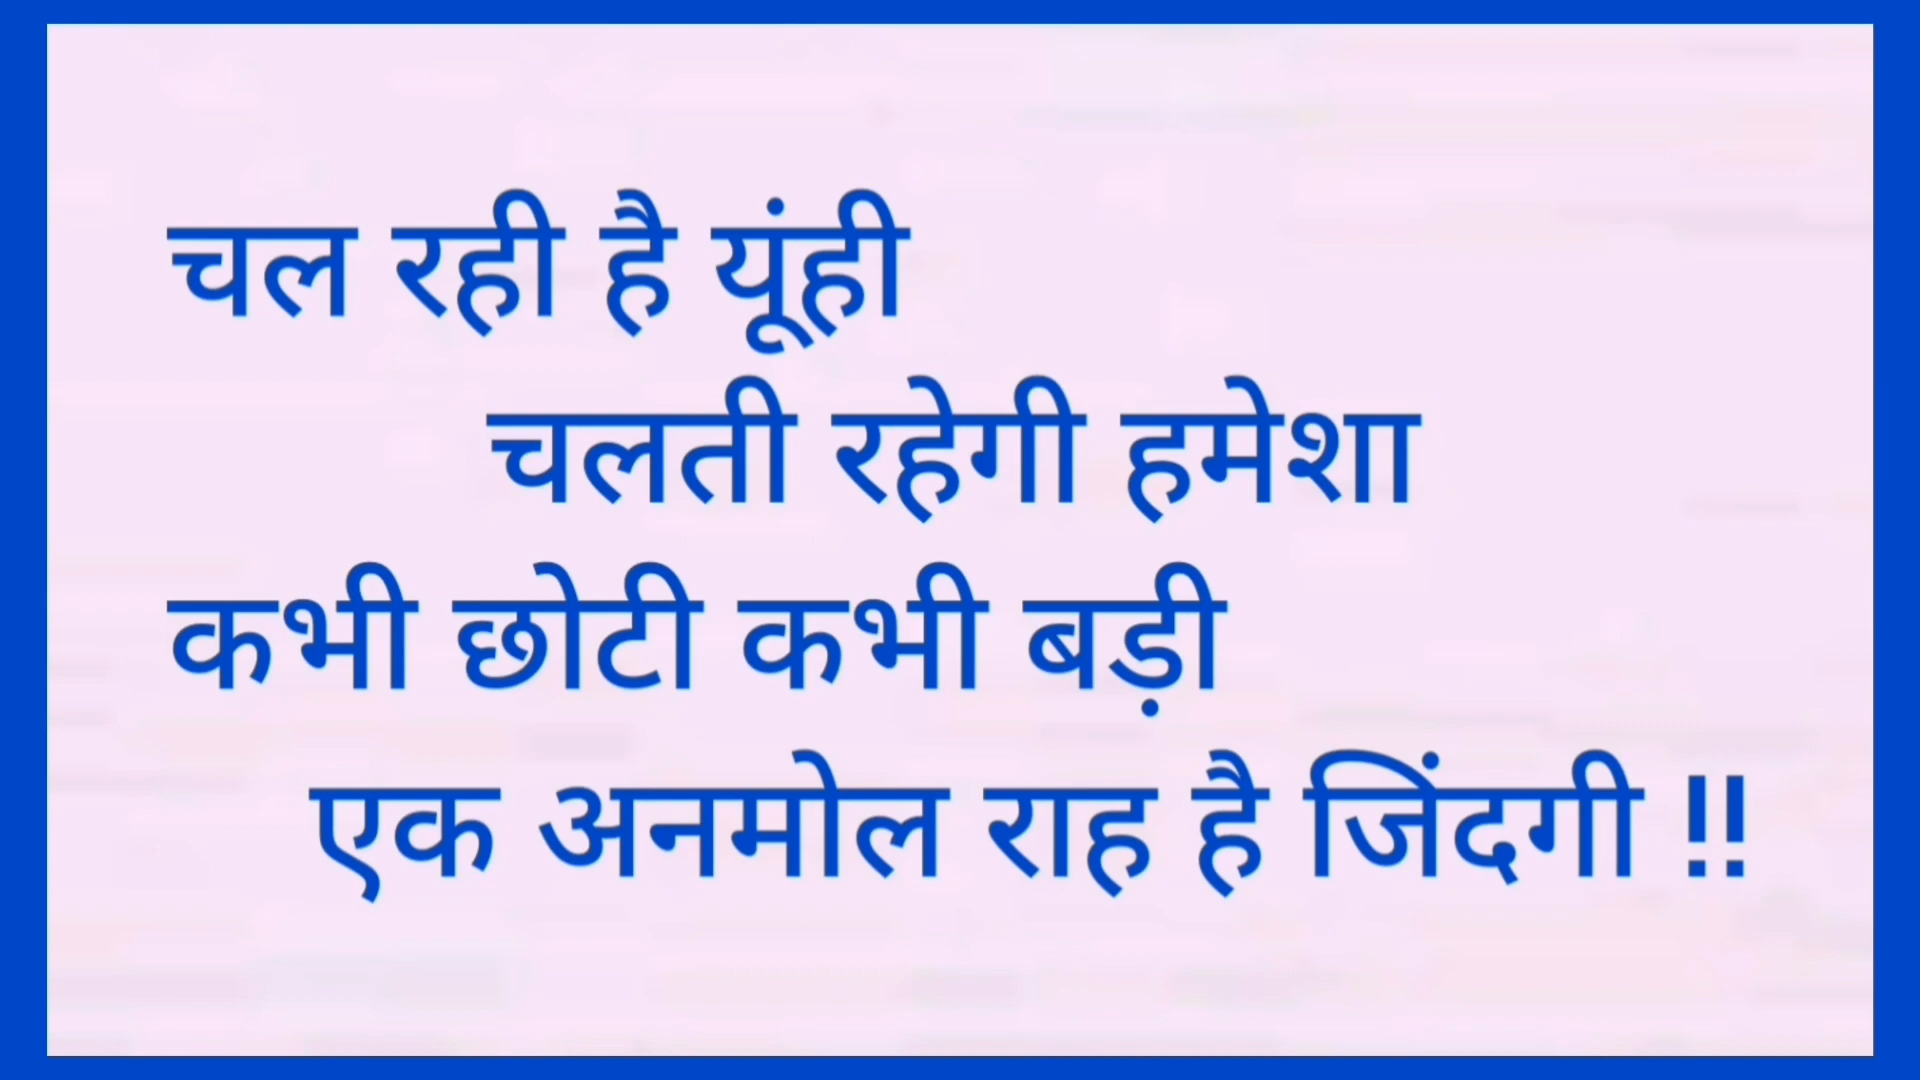 चल रही है यूंही
चलती रहेगी हमेशा
कभी छोटी कभी बड़ी
एक अनमोल राह है जिंदगी !!